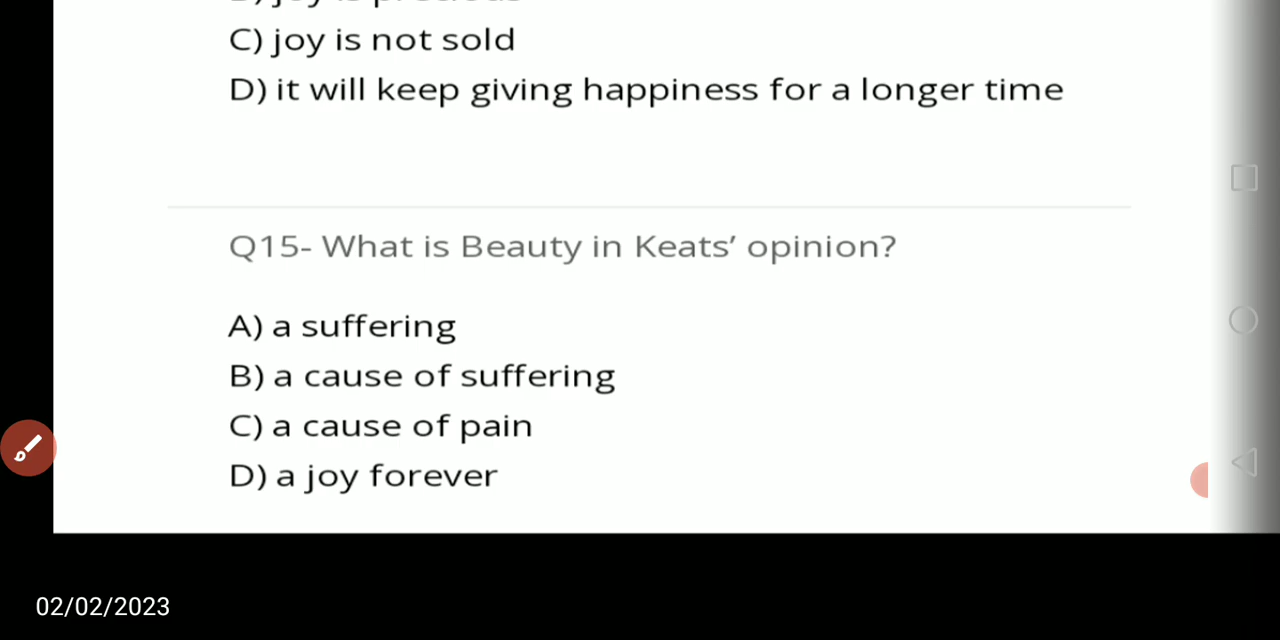 C) joy is not sold
D) it will keep giving happiness for a longer time
Q15- What is Beauty in Keats’ opinion?
A) a suffering
B) a cause of suffering
C) a cause of pain
D) a joy forever
02/02/2023